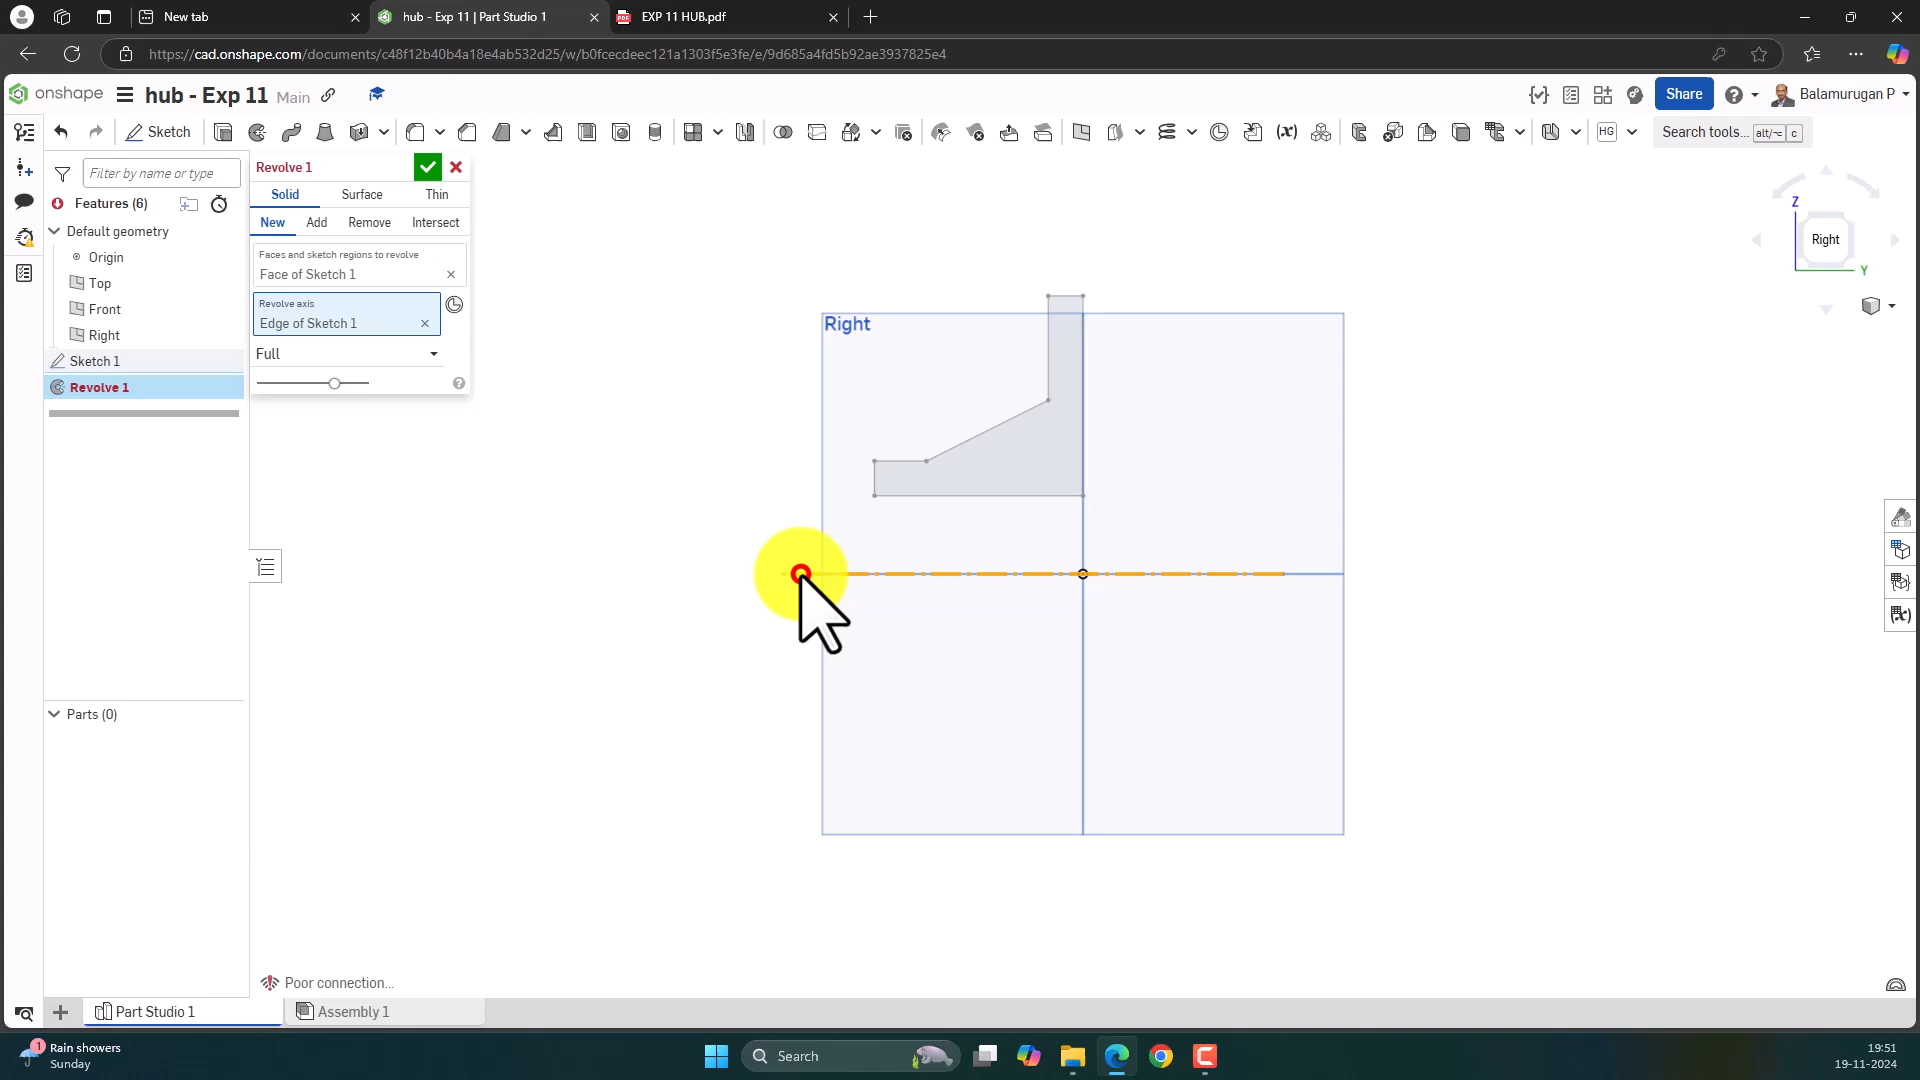 New tab
hub - Exp 11 | Part Studio 1
EXP 11 HUB.pdf
https://cad.onshape.com/documents/c48f12b40b4a18e4ab532d25/w/b0fcecdeec121a1303f5e3fe/e/9d685a4fd5b92ae3937825e4
onshape
hub - Exp 11
Main
Share
Balamurugan P
Sketch
(x)
HG
Search tools...
alt/⌥
c
Filter by name or type
Features (6)
Default geometry
Origin
Top
Front
Right
Sketch 1
Revolve 1
Parts (0)
Revolve 1
Solid
Surface
Thin
New
Add
Remove
Intersect
Faces and sketch regions to revolve
Face of Sketch 1
Revolve axis
Edge of Sketch 1
Full
Right
Z
Right
Y
(x)
Poor connection...
Part Studio 1
Assembly 1
1
Rain showers
Sunday
Search
19:51
19-11-2024